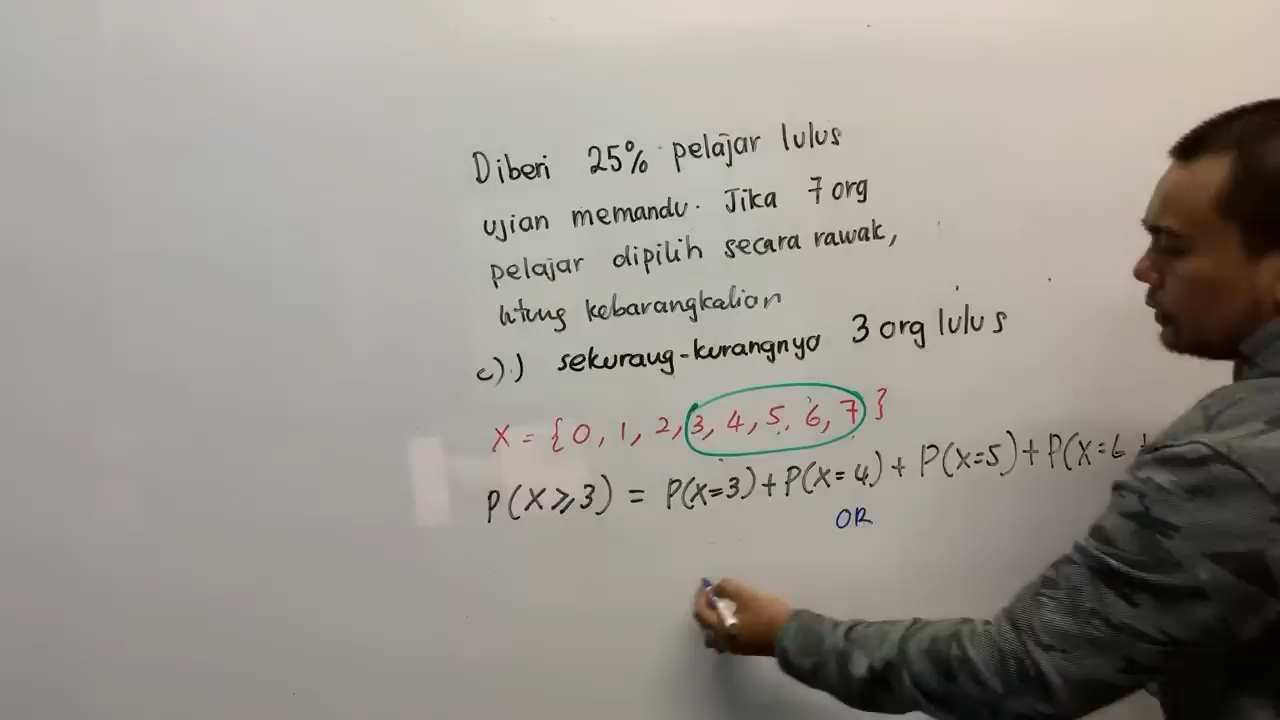 Diberi 25% pelajar lulus
ujian memandu. Jika 7 org
pelajar dipilih secara rawak,
hitung kebarangkalian
c).) sekurang-kurangnya 3 org lulus
X = {0, 1, 2, 3, 4, 5, 6, 7}
P(X ⩾ 3) = P(X=3) + P(X=4) + P(X=5) + P(X=6
OR